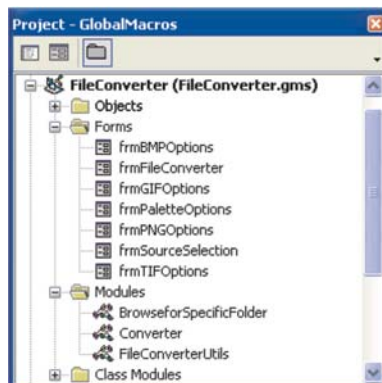 Project - GlobalMacros
FileConverter (FileConverter.gms)
Objects
Forms
frmBMPOptions
frmFileConverter
frmGIFOptions
frmPaletteOptions
frmPNGOptions
frmSourceSelection
frmTIFOptions
Modules
BrowseforSpecificFolder
Converter
FileConverterUtils
Class Modules